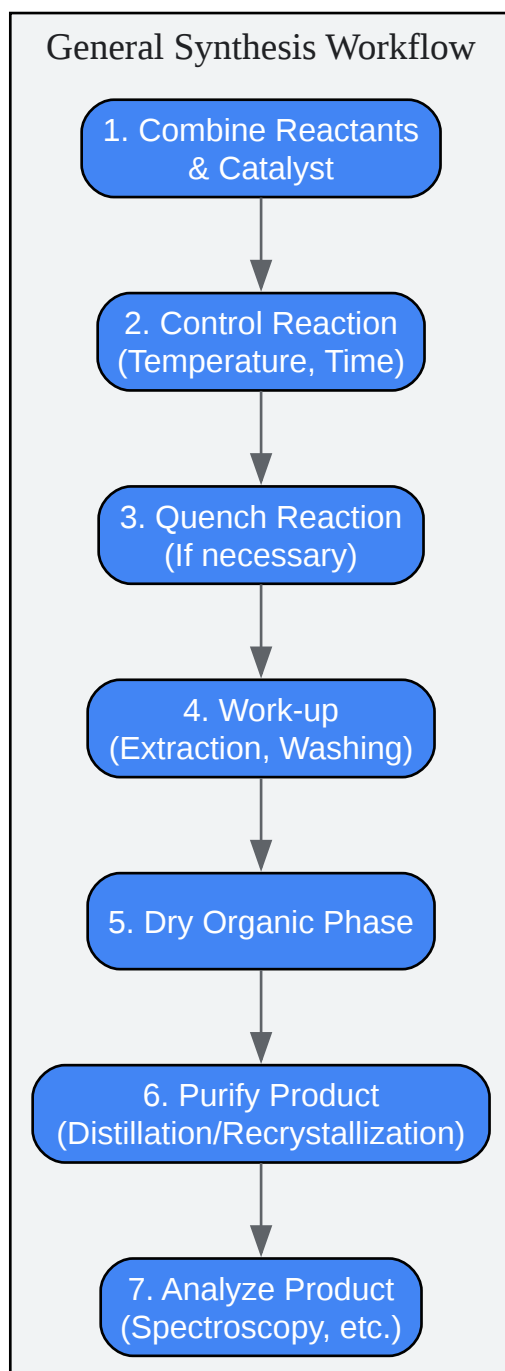 General Synthesis Workflow
1. Combine Reactants
& Catalyst
2. Control Reaction
(Temperature, Time)
3. Quench Reaction
(If necessary)
4. Work-up
(Extraction, Washing)
5. Dry Organic Phase
6. Purify Product
(Distillation/Recrystallization)
7. Analyze Product
(Spectroscopy, etc.)